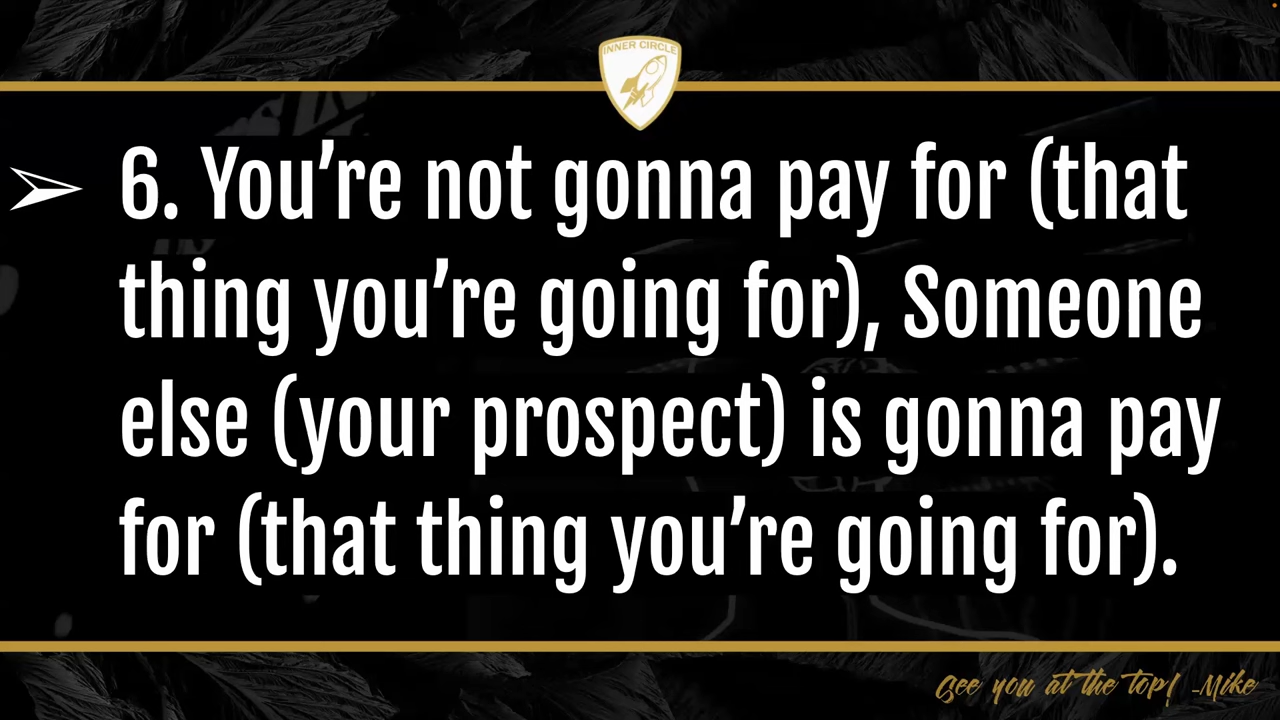 INNER CIRCLE
6. You’re not gonna pay for (that
thing you’re going for), Someone
else (your prospect) is gonna pay
for (that thing you’re going for).
See you at the top! -Mike